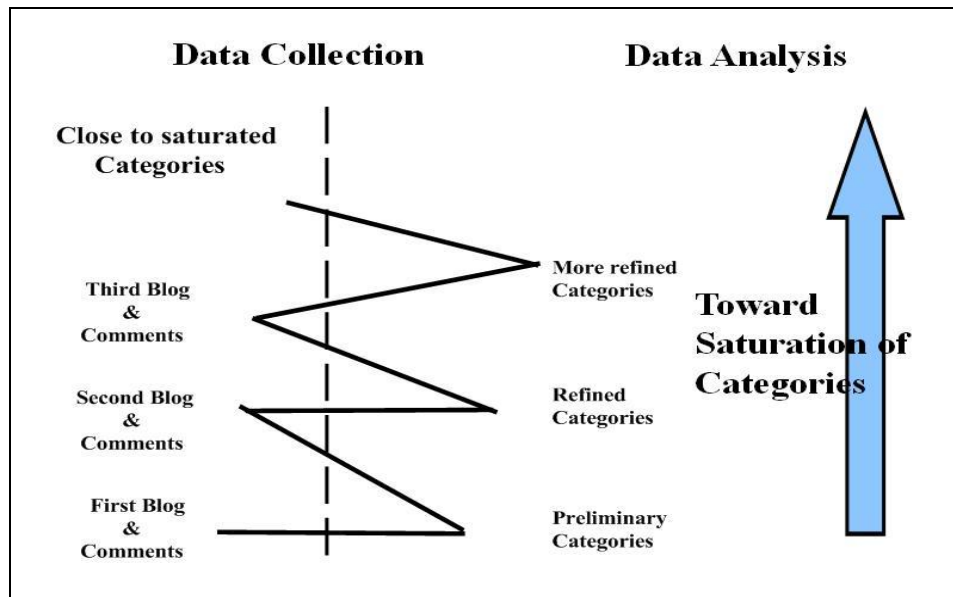 Data Collection
Data Analysis
Close to saturated
Categories
More refined
Categories
Third Blog
&
Comments
Toward
Saturation of
Categories
Second Blog
&
Comments
Refined
Categories
First Blog
&
Comments
Preliminary
Categories